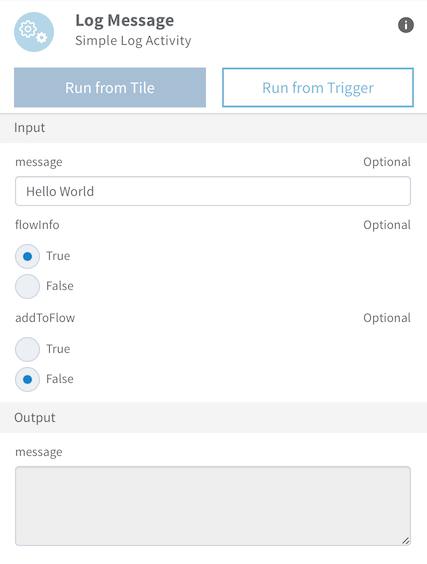 Log Message
Simple Log Activity
Run from Tile
Run from Trigger
Input
message Optional
Hello World
flowInfo Optional
True
False
addToFlow Optional
True
False
Output
message